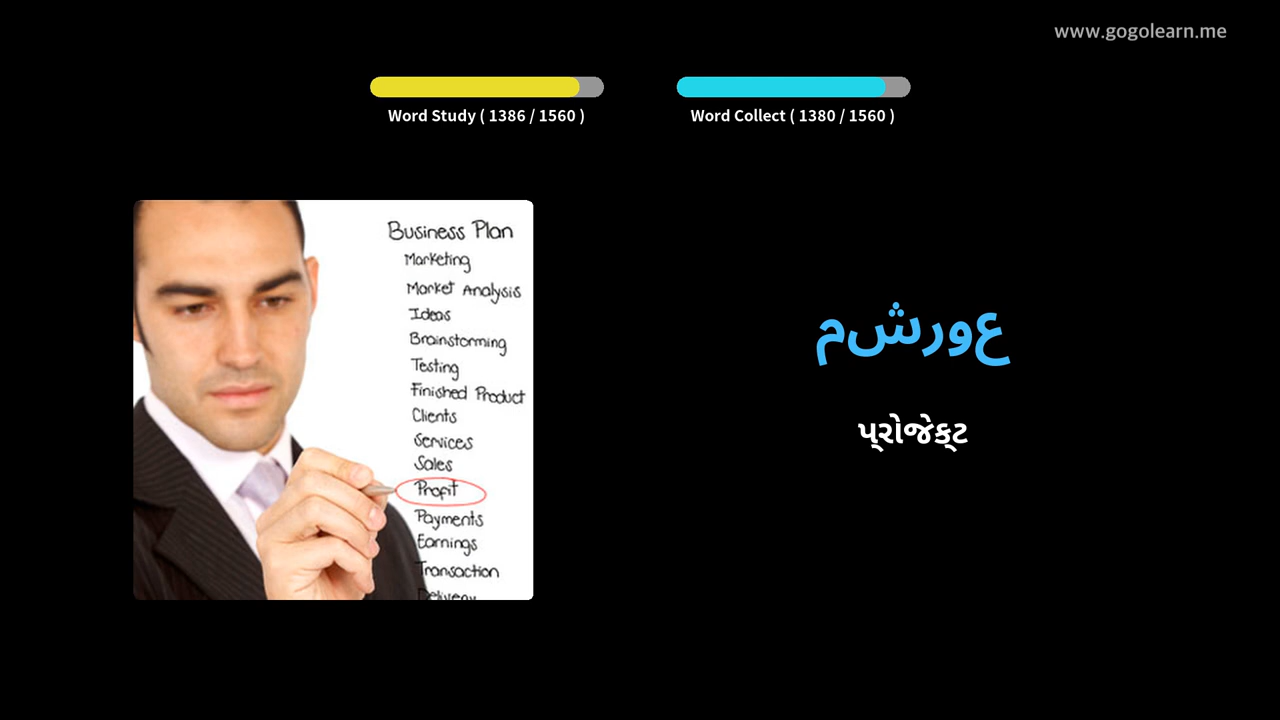 www.gogolearn.me
Word Study ( 1386 / 1560 )
Word Collect ( 1380 / 1560 )
Business Plan
Marketing
Market Analysis
Ideas
Brainstorming
Testing
Finished Product
Clients
Services
Sales
Profit
Payments
Earnings
Transaction
Delivery
مشروع
પ્રોજેક્ટ